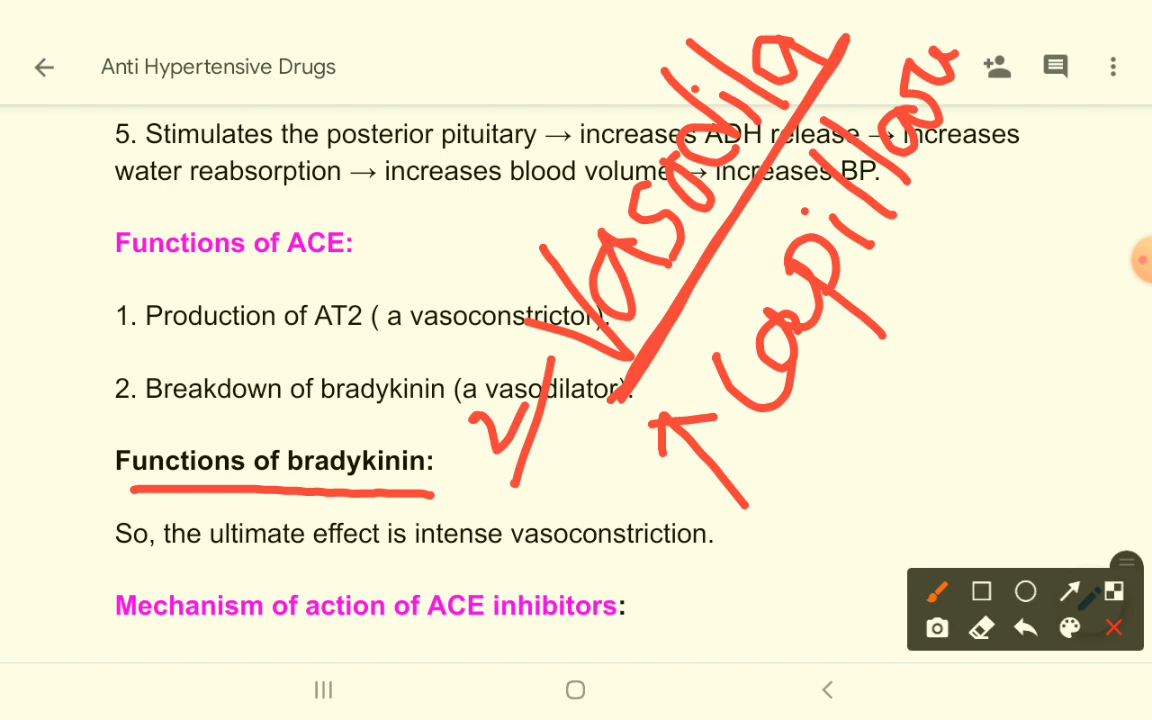 Anti Hypertensive Drugs
5. Stimulates the posterior pituitary → increases ADH release → increases
water reabsorption → increases blood volume → increases BP.
Functions of ACE:
1. Production of AT2 ( a vasoconstrictor).
2. Breakdown of bradykinin (a vasodilator).
Functions of bradykinin:
So, the ultimate effect is intense vasoconstriction.
Mechanism of action of ACE inhibitors:
Vasodila
↑ Capillary